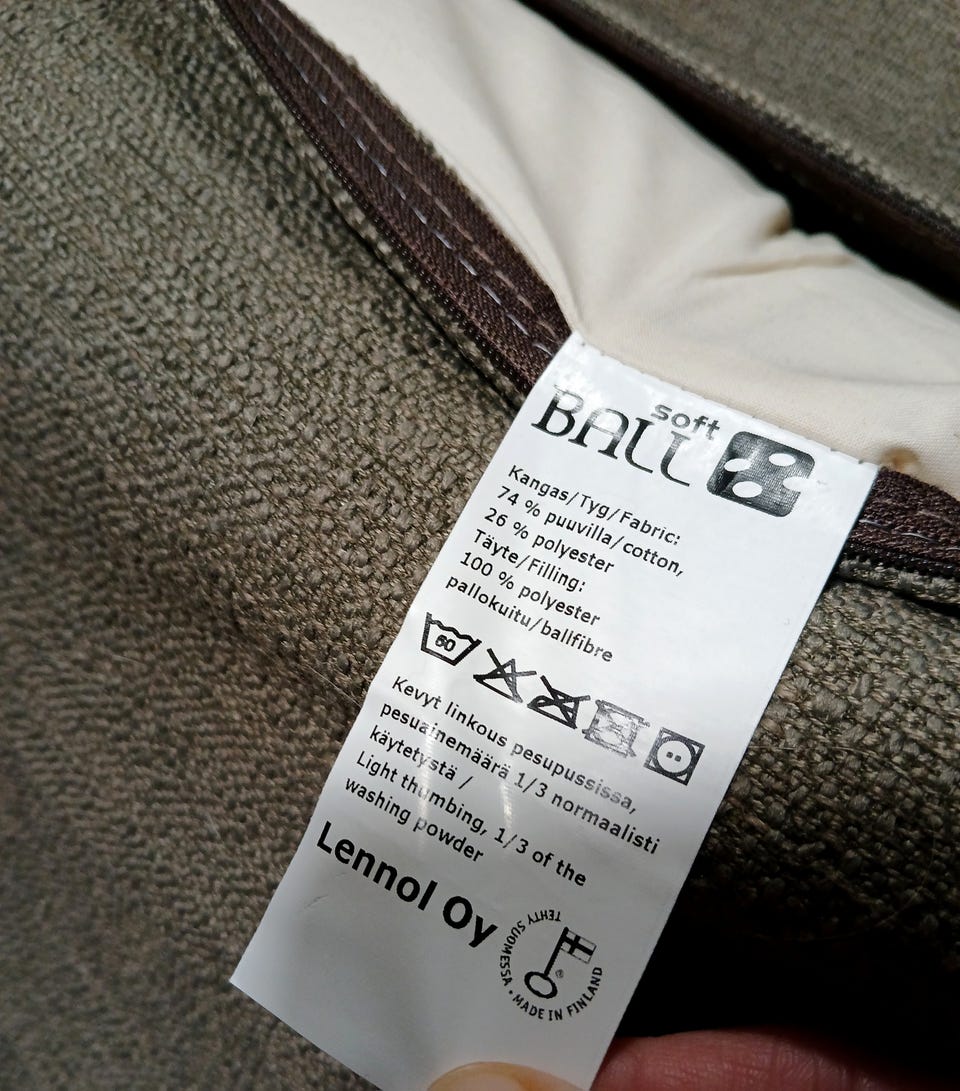 soft
BALL
Kangas/Tyg/Fabric:
74 % puuvilla/cotton,
26 % polyester
Täyte/Filling:
100 % polyester
pallokuitu/ballfibre
60
Kevyt linkous pesupussissa,
pesuainemäärä 1/3 normaalisti
käytetystä /
Light thumbing, 1/3 of the
washing powder
Lennol Oy
TEHTY SUOMESSA • MADE IN FINLAND
®